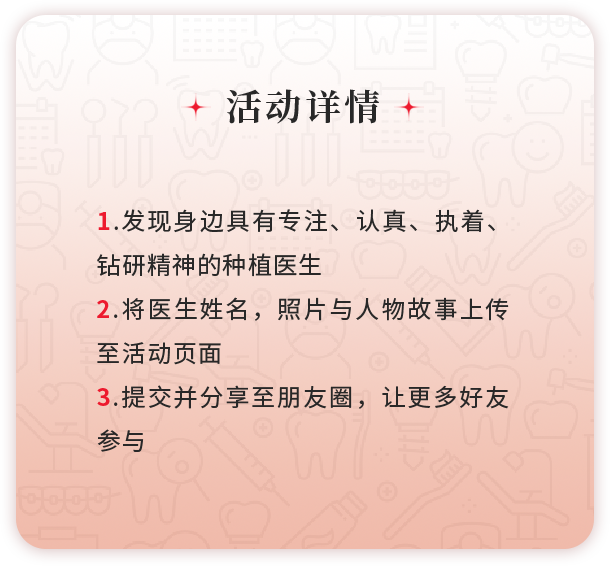 活动详情
1.发现身边具有专注、认真、执着、
钻研精神的种植医生
2.将医生姓名，照片与人物故事上传
至活动页面
3.提交并分享至朋友圈，让更多好友
参与